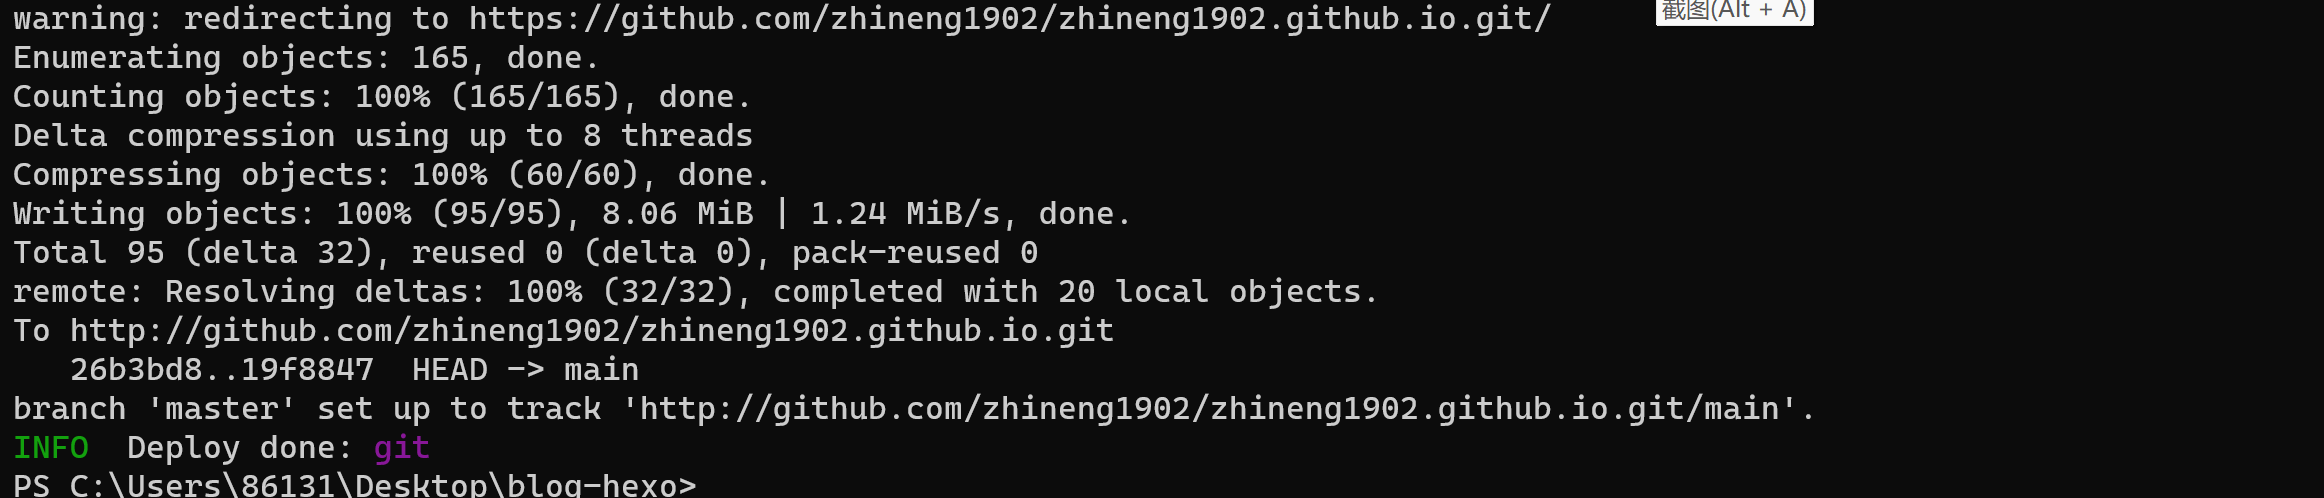 warning: redirecting to https://github.com/zhineng1902/zhineng1902.github.io.git/
截图(Alt + A)
Enumerating objects: 165, done.
Counting objects: 100% (165/165), done.
Delta compression using up to 8 threads
Compressing objects: 100% (60/60), done.
Writing objects: 100% (95/95), 8.06 MiB | 1.24 MiB/s, done.
Total 95 (delta 32), reused 0 (delta 0), pack-reused 0
remote: Resolving deltas: 100% (32/32), completed with 20 local objects.
To http://github.com/zhineng1902/zhineng1902.github.io.git
   26b3bd8..19f8847  HEAD -> main
branch 'master' set up to track 'http://github.com/zhineng1902/zhineng1902.github.io.git/main'.
INFO  Deploy done: git
PS C:\Users\86131\Desktop\blog-hexo>